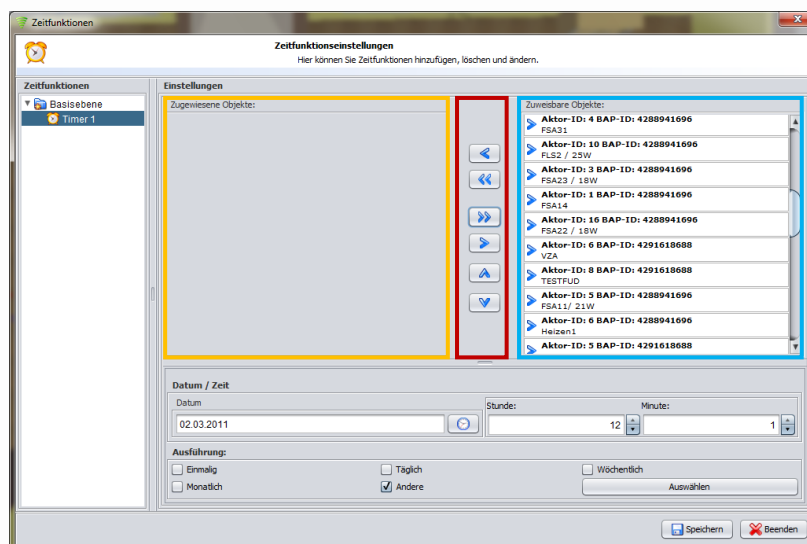 Zeitfunktionen
Zeitfunktionseinstellungen
Hier können Sie Zeitfunktionen hinzufügen, löschen und ändern.
Zeitfunktionen
Basisebene
Timer 1
Einstellungen
Zugewiesene Objekte:
Zuweisbare Objekte:
Aktor-ID: 4 BAP-ID: 4288941696
FSA31
Aktor-ID: 10 BAP-ID: 4288941696
FLS2 / 25W
Aktor-ID: 3 BAP-ID: 4288941696
FSA23 / 18W
Aktor-ID: 1 BAP-ID: 4288941696
FSA14
Aktor-ID: 16 BAP-ID: 4288941696
FSA22 / 18W
Aktor-ID: 6 BAP-ID: 4291618688
VZA
Aktor-ID: 8 BAP-ID: 4291618688
TESTFUD
Aktor-ID: 5 BAP-ID: 4288941696
FSA11/ 21W
Aktor-ID: 6 BAP-ID: 4288941696
Heizen1
Aktor-ID: 5 BAP-ID: 4291618688
Datum / Zeit
Datum
02.03.2011
Stunde:
12
Minute:
1
Ausführung:
Einmalig
Täglich
Wöchentlich
Monatlich
Andere
Auswählen
Speichern
Beenden